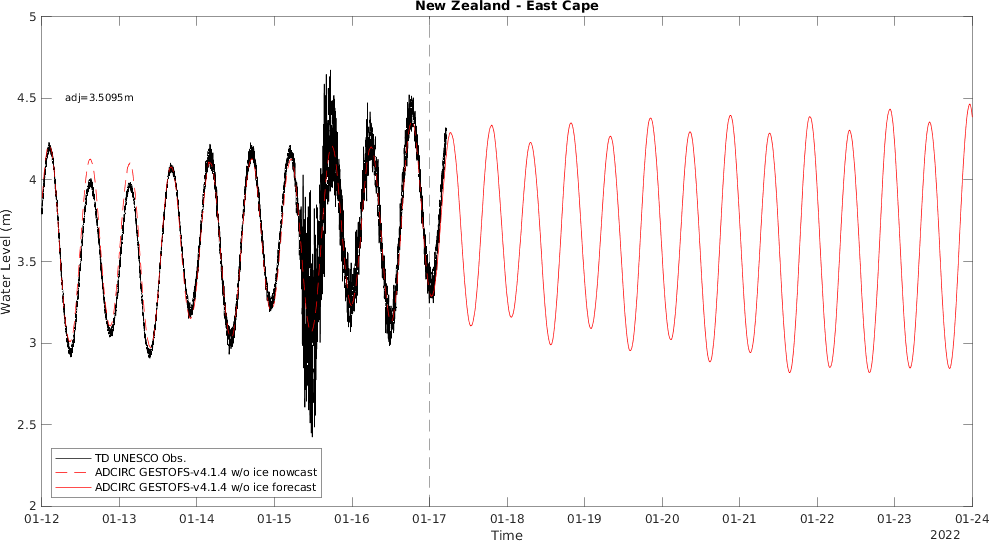 New Zealand - East Cape
5
adj=3.5095m
4.5
4
3.5
3
2.5
2
Water Level (m)
TD UNESCO Obs.
ADCIRC GESTOFS-v4.1.4 w/o ice nowcast
ADCIRC GESTOFS-v4.1.4 w/o ice forecast
01-12 01-13 01-14 01-15 01-16 01-17 01-18 01-19 01-20 01-21 01-22 01-23 01-24
Time
2022